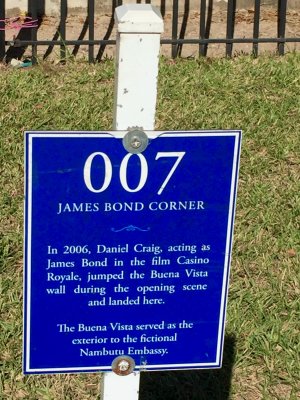 007
JAMES BOND CORNER
In 2006, Daniel Craig, acting as
James Bond in the film Casino
Royale, jumped the Buena Vista
wall during the opening scene
and landed here.
The Buena Vista served as the
exterior to the fictional
Nambutu Embassy.